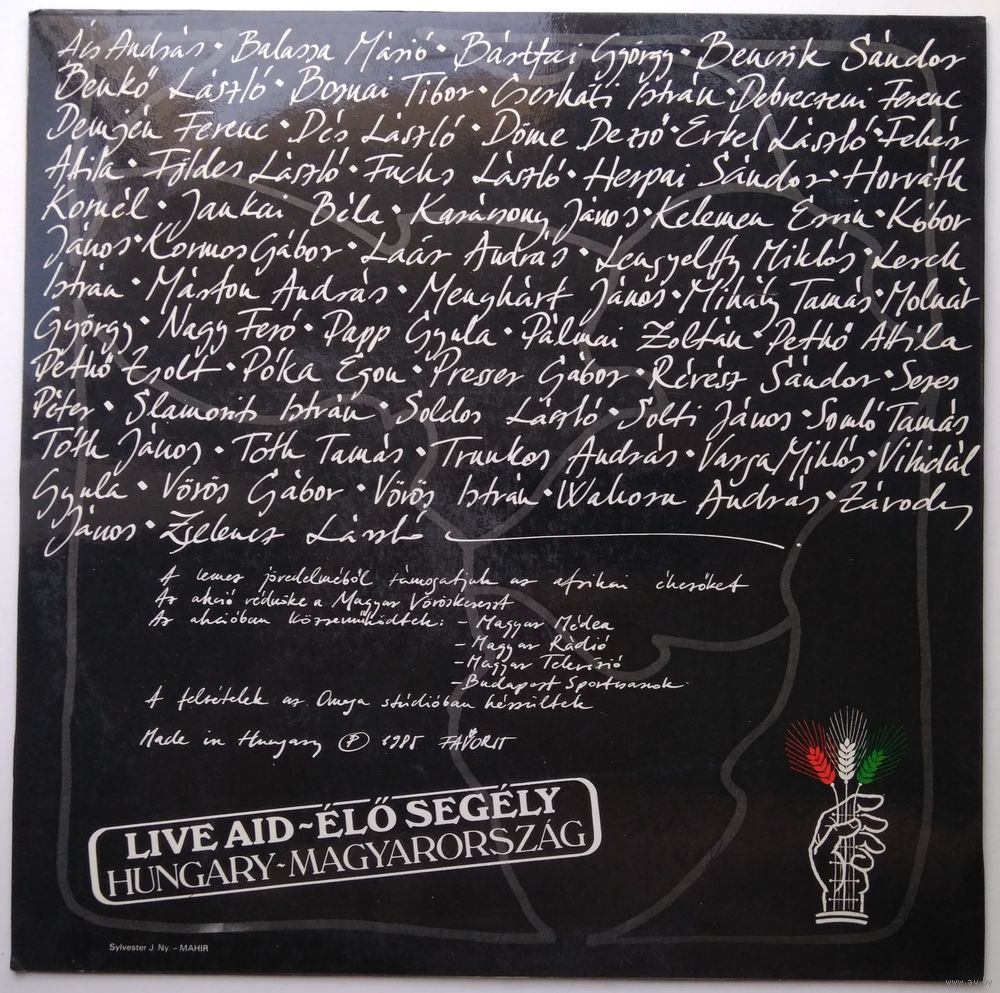 Ács András • Balassa Márió • Bártfai György • Bencsik Sándor
Benkő László • Bornai Tibor • Cserháti István • Debreczeni Ferenc
Demjén Ferenc • Dés László • Döme Dezső • Erkel László • Fehér
Attila • Földes László • Fuchs László • Herpai Sándor • Horváth
Kornél • Jankai Béla • Karácsony János • Kelemen Ervin • Kóbor
János • Kormos Gábor • Laár András • Lengyelfy Miklós • Lerch
István • Márton András • Menyhárt János • Mihály Tamás • Molnár
György • Nagy Feró • Papp Gyula • Pálmai Zoltán • Pethő Attila
Pethő Zsolt • Póka Egon • Presser Gábor • Révész Sándor • Sezes
Péter • Slamovits István • Soldos László • Solti János • Somló Tamás
Tóth János • Tóth Tamás • Trunkos András • Varga Miklós • Vikidál
Gyula • Vörös Gábor • Vörös István • Wahorn András • Závodi
János • Zselencz László
A lemez jövedelméből támogatjuk az afrikai éhezőket
Az akció védnöke a Magyar Vöröskereszt
Az akcióban közreműködtek: – Magyar Média
– Magyar Rádió
– Magyar Televízió
– Budapest Sportcsarnok
A felvételek az Omega stúdióban készültek
Made in Hungary Ⓟ 1985 FAVORIT
LIVE AID~ÉLŐ SEGÉLY
HUNGARY~MAGYARORSZÁG
Sylvester J. Ny. – MAHIR